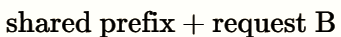 shared prefix + request B